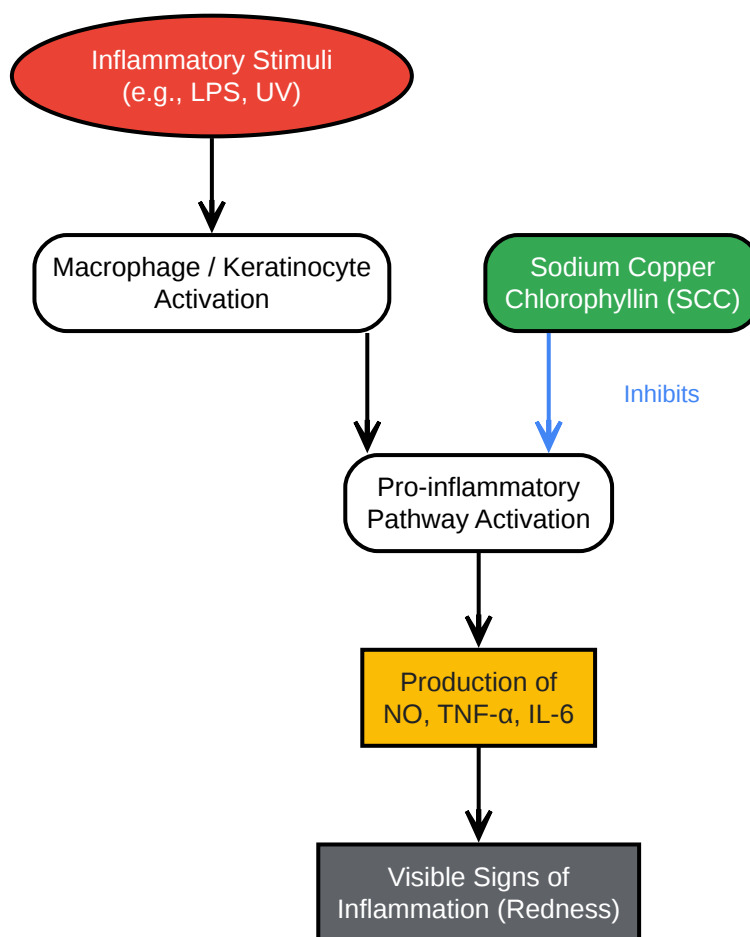 Inflammatory Stimuli
(e.g., LPS, UV)
Macrophage / Keratinocyte
Activation
Sodium Copper
Chlorophyllin (SCC)
Inhibits
Pro-inflammatory
Pathway Activation
Production of
NO, TNF-α, IL-6
Visible Signs of
Inflammation (Redness)